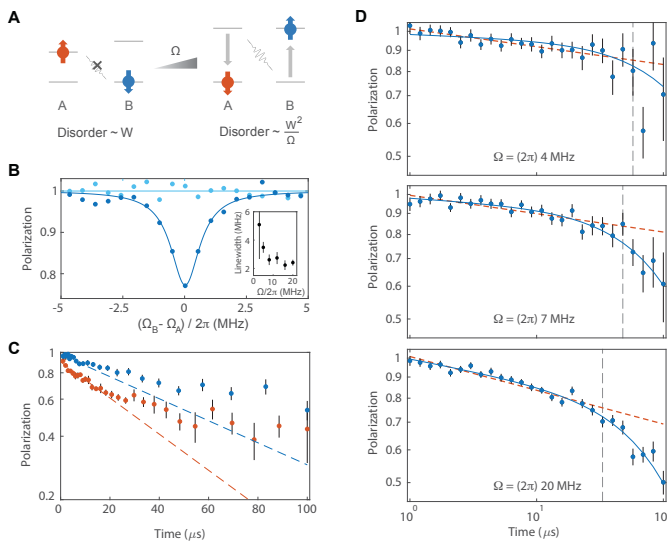 A
Ω
A
B
A
B
Disorder ~ W
Disorder ~ W²/Ω
B
Polarization
1
0.9
0.8
-5
-2.5
0
2.5
5
(Ω_B - Ω_A) / 2π (MHz)
Linewidth (MHz)
6
4
2
0
10
20
Ω/2π (MHz)
C
Polarization
1
0.8
0.6
0.4
0.2
0
20
40
60
80
100
Time (μs)
D
Polarization
1
0.9
0.8
0.7
0.6
0.5
Ω = (2π) 4 MHz
Polarization
1
0.9
0.8
0.7
0.6
0.5
Ω = (2π) 7 MHz
Polarization
1
0.9
0.8
0.7
0.6
0.5
Ω = (2π) 20 MHz
10⁰
10¹
Time (μs)